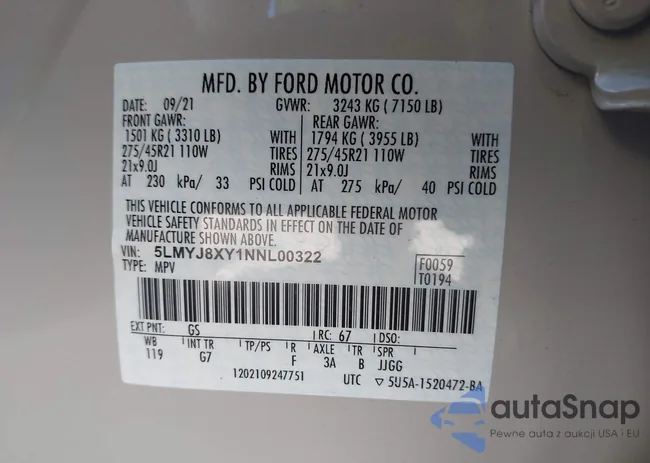 MFD. BY FORD MOTOR CO.
DATE: 09/21 GVWR: 3243 KG ( 7150 LB)
FRONT GAWR: REAR GAWR:
1501 KG ( 3310 LB) WITH 1794 KG ( 3955 LB) WITH
275/45R21 110W TIRES 275/45R21 110W TIRES
21x9.0J RIMS 21x9.0J RIMS
AT 230 kPa/ 33 PSI COLD AT 275 kPa/ 40 PSI COLD
THIS VEHICLE CONFORMS TO ALL APPLICABLE FEDERAL MOTOR
VEHICLE SAFETY STANDARDS IN EFFECT ON THE DATE OF
MANUFACTURE SHOWN ABOVE.
VIN: 5LMYJ8XY1NNL00322
TYPE: MPV
F0059
T0194
EXT PNT: GS RC: 67 DSO:
WB INT TR TP/PS R AXLE TR SPR
119 G7 F 3A B JJGG
1202109247751 UTC ▽ 5U5A-1520472-BA
autaSnap
Pewne auta z aukcji USA i EU